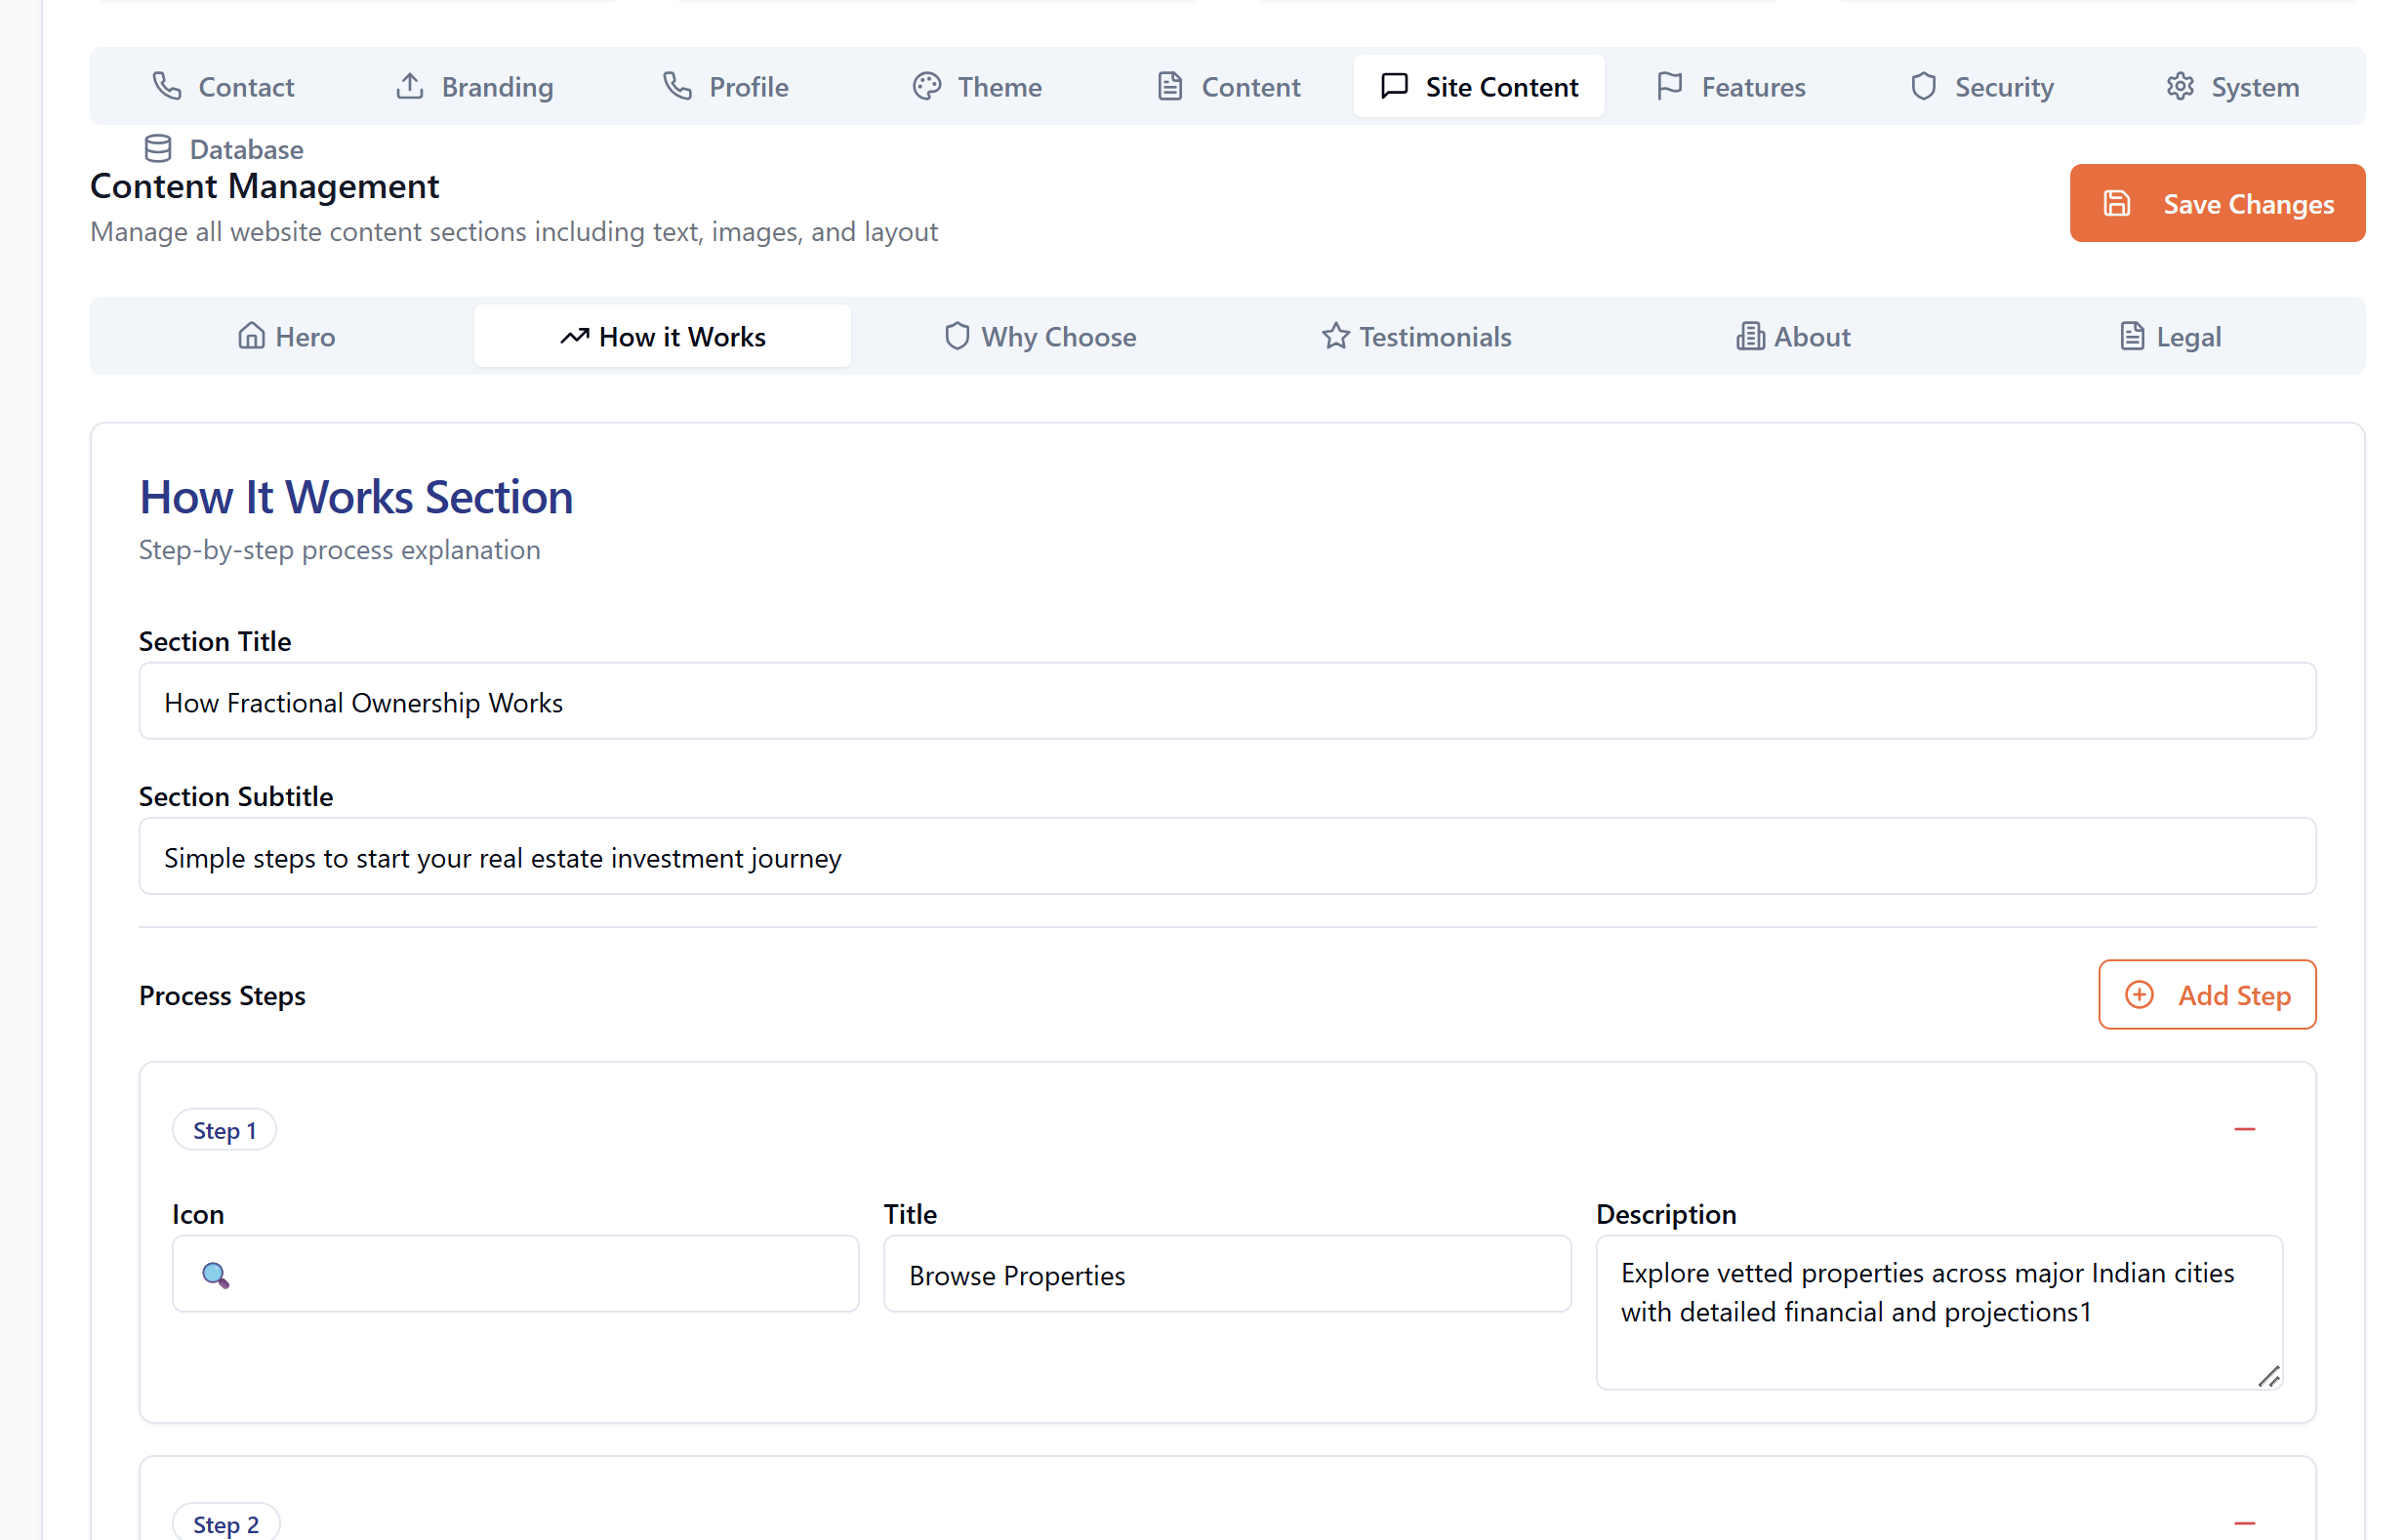 Contact
Branding
Profile
Theme
Content
Site Content
Features
Security
System
Database
Content Management
Manage all website content sections including text, images, and layout
Save Changes
Hero
How it Works
Why Choose
Testimonials
About
Legal
How It Works Section
Step-by-step process explanation
Section Title
How Fractional Ownership Works
Section Subtitle
Simple steps to start your real estate investment journey
Process Steps
Add Step
Step 1
Icon
Title
Description
Browse Properties
Explore vetted properties across major Indian cities
with detailed financial and projections1
Step 2